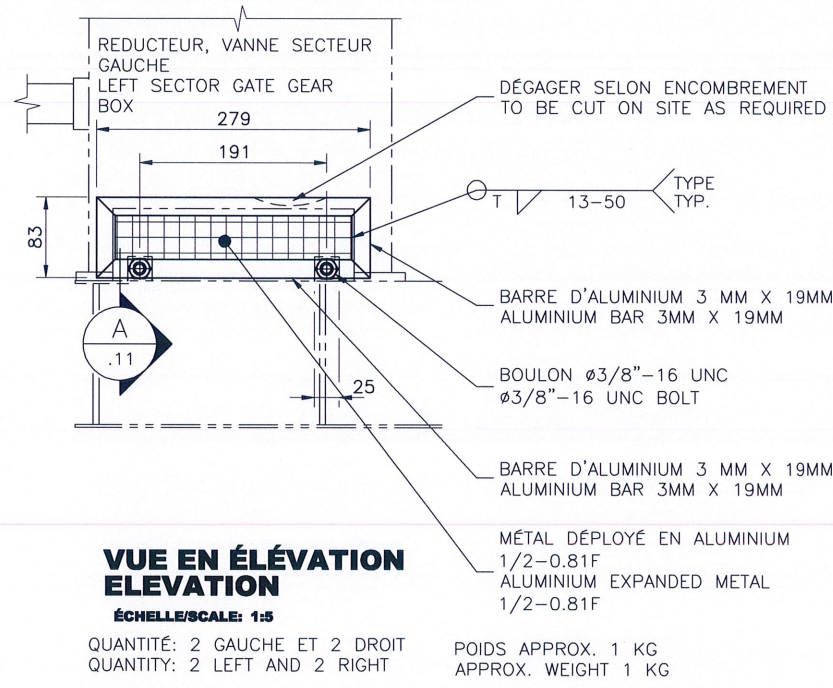 REDUCTEUR, VANNE SECTEUR
GAUCHE
LEFT SECTOR GATE GEAR
BOX
279
191
83
DÉGAGER SELON ENCOMBREMENT
TO BE CUT ON SITE AS REQUIRED
T
13-50
TYPE
TYP.
BARRE D'ALUMINIUM 3 MM X 19MM
ALUMINIUM BAR 3MM X 19MM
A
.11
25
BOULON ø3/8"-16 UNC
ø3/8"-16 UNC BOLT
BARRE D'ALUMINIUM 3 MM X 19MM
ALUMINIUM BAR 3MM X 19MM
MÉTAL DÉPLOYÉ EN ALUMINIUM
1/2-0.81F
ALUMINIUM EXPANDED METAL
1/2-0.81F
VUE EN ÉLÉVATION
ELEVATION
ÉCHELLE/SCALE: 1:5
QUANTITÉ: 2 GAUCHE ET 2 DROIT
QUANTITY: 2 LEFT AND 2 RIGHT
POIDS APPROX. 1 KG
APPROX. WEIGHT 1 KG